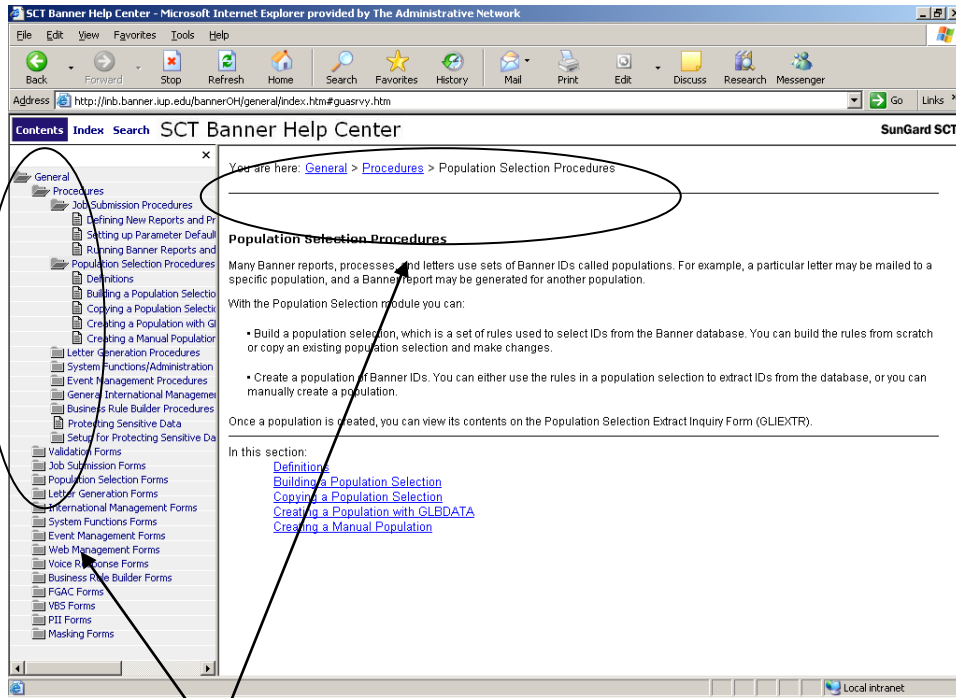 SCT Banner Help Center - Microsoft Internet Explorer provided by The Administrative Network
File Edit View Favorites Tools Help
Back Forward Stop Refresh Home Search Favorites History Mail Print Edit Discuss Research Messenger
Address http://inb.banner.iup.edu/bannerOH/general/index.htm#guasrvy.htm Go Links »
Contents Index Search SCT Banner Help Center SunGard SCT
×
General
Procedures
Job Submission Procedures
Defining New Reports and Pr
Setting up Parameter Defaul
Running Banner Reports and
Population Selection Procedures
Definitions
Building a Population Selectio
Copying a Population Selectic
Creating a Population with Gl
Creating a Manual Population
Letter Generation Procedures
System Functions/Administration
Event Management Procedures
General International Managemen
Business Rule Builder Procedures
Protecting Sensitive Data
Setup for Protecting Sensitive Da
Validation Forms
Job Submission Forms
Population Selection Forms
Letter Generation Forms
International Management Forms
System Functions Forms
Event Management Forms
Web Management Forms
Voice Response Forms
Business Rule Builder Forms
FGAC Forms
VBS Forms
PII Forms
Masking Forms
You are here: General > Procedures > Population Selection Procedures
Population Selection Procedures
Many Banner reports, processes, and letters use sets of Banner IDs called populations. For example, a particular letter may be mailed to a
specific population, and a Banner report may be generated for another population.
With the Population Selection module you can:
▪ Build a population selection, which is a set of rules used to select IDs from the Banner database. You can build the rules from scratch
or copy an existing population selection and make changes.
▪ Create a population of Banner IDs. You can either use the rules in a population selection to extract IDs from the database, or you can
manually create a population.
Once a population is created, you can view its contents on the Population Selection Extract Inquiry Form (GLIEXTR).
In this section:
Definitions
Building a Population Selection
Copying a Population Selection
Creating a Population with GLBDATA
Creating a Manual Population
Local intranet